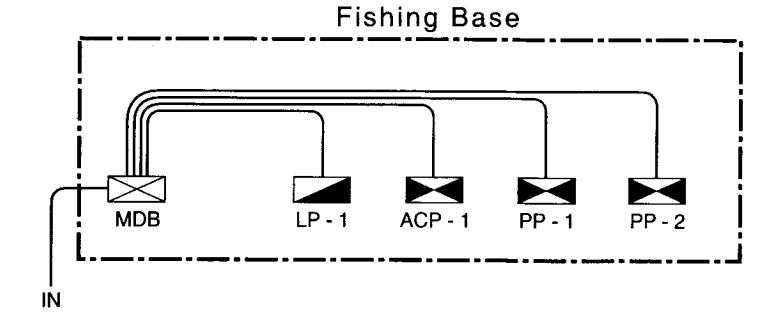 Fishing Base
MDB
LP - 1
ACP - 1
PP - 1
PP - 2
IN